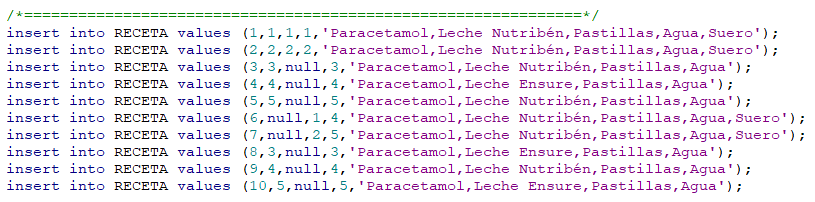 /*==============================================================*/
insert into RECETA values (1,1,1,1,'Paracetamol,Leche Nutribén,Pastillas,Agua,Suero');
insert into RECETA values (2,2,2,2,'Paracetamol,Leche Nutribén,Pastillas,Agua,Suero');
insert into RECETA values (3,3,null,3,'Paracetamol,Leche Nutribén,Pastillas,Agua');
insert into RECETA values (4,4,null,4,'Paracetamol,Leche Ensure,Pastillas,Agua');
insert into RECETA values (5,5,null,5,'Paracetamol,Leche Nutribén,Pastillas,Agua');
insert into RECETA values (6,null,1,4,'Paracetamol,Leche Nutribén,Pastillas,Agua,Suero');
insert into RECETA values (7,null,2,5,'Paracetamol,Leche Nutribén,Pastillas,Agua,Suero');
insert into RECETA values (8,3,null,3,'Paracetamol,Leche Ensure,Pastillas,Agua');
insert into RECETA values (9,4,null,4,'Paracetamol,Leche Nutribén,Pastillas,Agua');
insert into RECETA values (10,5,null,5,'Paracetamol,Leche Ensure,Pastillas,Agua');